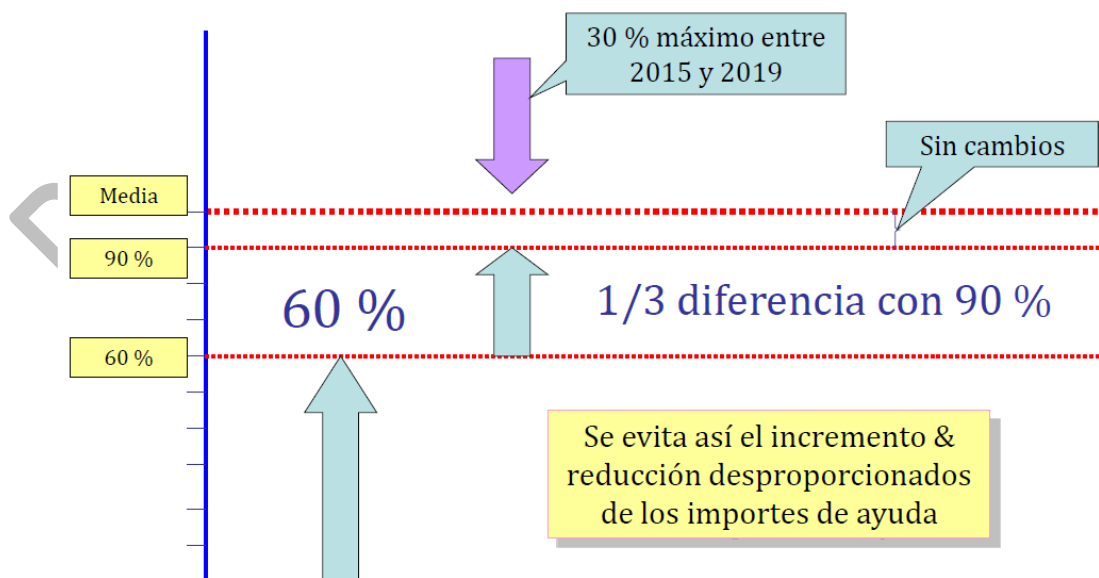 30 % máximo entre
2015 y 2019
Sin cambios
Media
90 %
60 %
1/3 diferencia con 90 %
60 %
Se evita así el incremento &
reducción desproporcionados
de los importes de ayuda